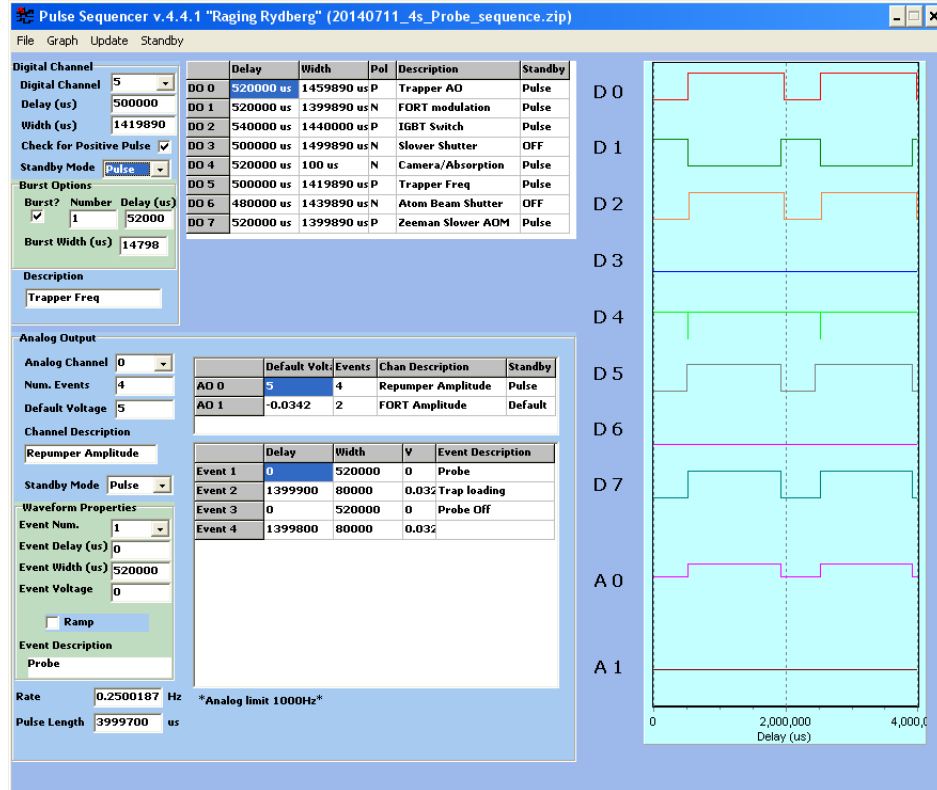 Pulse Sequencer v.4.4.1 "Raging Rydberg" (20140711_4s_Probe_sequence.zip)
File Graph Update Standby
Digital Channel
Digital Channel 5
Delay (us) 500000
Width (us) 1419890
Check for Positive Pulse
Standby Mode Pulse
Burst Options
Burst? Number Delay (us)
1 52000
Burst Width (us) 14798
Description
Trapper Freq
Delay Width Pol Description Standby
DO 0 520000 us 1459890 us P Trapper AO Pulse
DO 1 520000 us 1399890 us N FORT modulation Pulse
DO 2 540000 us 1440000 us P IGBT Switch Pulse
DO 3 500000 us 1499890 us N Slower Shutter OFF
DO 4 520000 us 100 us N Camera/Absorption Pulse
DO 5 500000 us 1419890 us P Trapper Freq Pulse
DO 6 480000 us 1439890 us N Atom Beam Shutter OFF
DO 7 520000 us 1399890 us P Zeeman Slower AOM Pulse
Analog Output
Analog Channel 0
Num. Events 4
Default Voltage 5
Channel Description
Repumper Amplitude
Standby Mode Pulse
Waveform Properties
Event Num. 1
Event Delay (us) 0
Event Width (us) 520000
Event Voltage 0
Ramp
Event Description
Probe
Rate 0.2500187 Hz
Pulse Length 3999700 us
Default Volta Events Chan Description Standby
AO 0 5 4 Repumper Amplitude Pulse
AO 1 -0.0342 2 FORT Amplitude Default
Delay Width V Event Description
Event 1 0 520000 0 Probe
Event 2 1399900 80000 0.032 Trap loading
Event 3 0 520000 0 Probe Off
Event 4 1399800 80000 0.032
*Analog limit 1000Hz*
D 0
D 1
D 2
D 3
D 4
D 5
D 6
D 7
A 0
A 1
0 2,000,000 4,000,0
Delay (us)